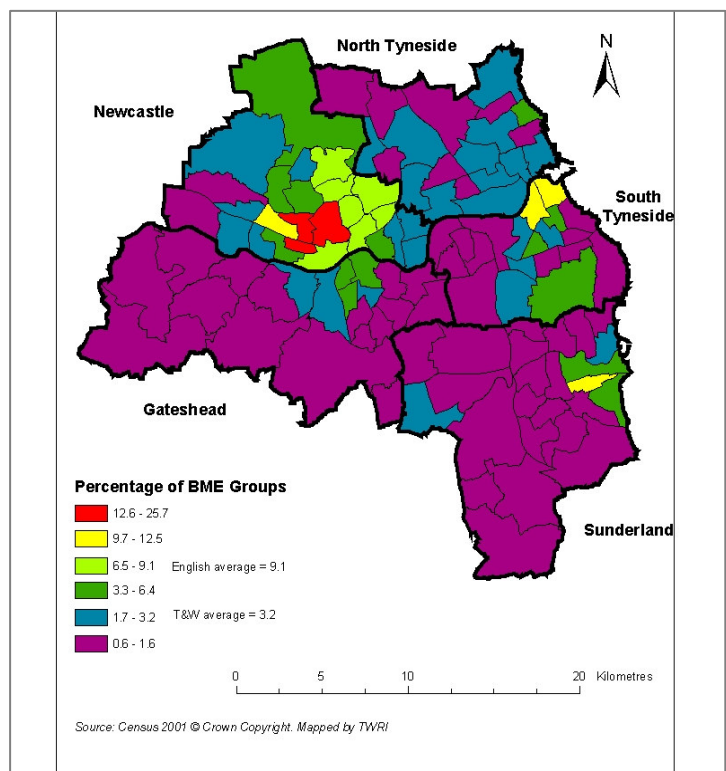 North Tyneside
N
Newcastle
South
Tyneside
Gateshead
Sunderland
Percentage of BME Groups
12.6 - 25.7
9.7 - 12.5
6.5 - 9.1 English average = 9.1
3.3 - 6.4
1.7 - 3.2 T&W average = 3.2
0.6 - 1.6
0 5 10 20 Kilometres
Source: Census 2001 © Crown Copyright. Mapped by TWRI